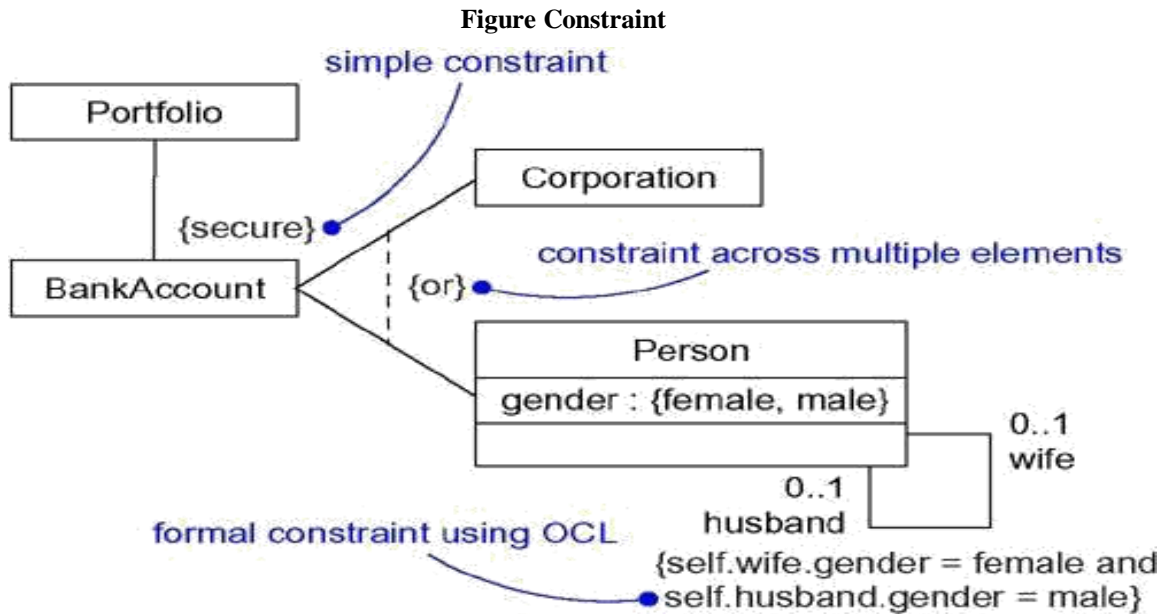 Figure Constraint
simple constraint
Portfolio
Corporation
{secure}
constraint across multiple elements
BankAccount
{or}
Person
gender : {female, male}
0..1
wife
0..1
husband
formal constraint using OCL
{self.wife.gender = female and
self.husband.gender = male}